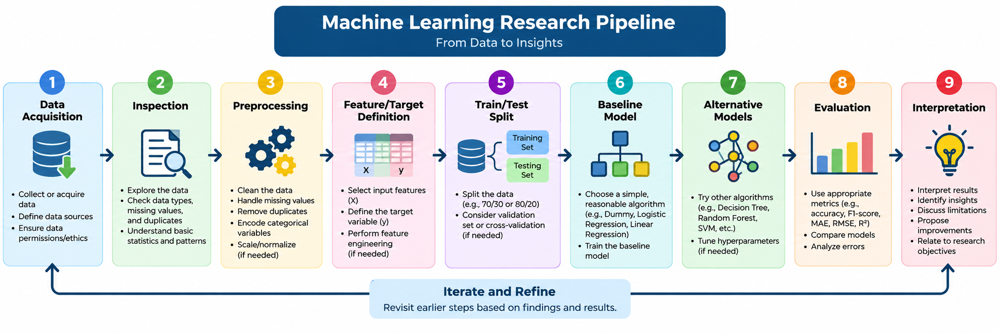 Machine Learning Research Pipeline
From Data to Insights
1
Data
Acquisition
• Collect or acquire
data
• Define data sources
• Ensure data
permissions/ethics
2
Inspection
• Explore the data
• Check data types,
missing values,
and duplicates
• Understand basic
statistics and patterns
3
Preprocessing
• Clean the data
• Handle missing values
• Remove duplicates
• Encode categorical
variables
• Scale/normalize
(if needed)
4
Feature/Target
Definition
X
y
• Select input features
(X)
• Define the target
variable (y)
• Perform feature
engineering
(if needed)
5
Train/Test
Split
Training
Set
Testing
Set
• Split the data
(e.g., 70/30 or 80/20)
• Consider validation
set or cross-validation
(if needed)
6
Baseline
Model
• Choose a simple,
reasonable algorithm
(e.g., Dummy, Logistic
Regression, Linear
Regression)
• Train the baseline
model
7
Alternative
Models
• Try other algorithms
(e.g., Decision Tree,
Random Forest,
SVM, etc.)
• Tune hyperparameters
(if needed)
8
Evaluation
• Use appropriate
metrics (e.g.,
accuracy, F1-score,
MAE, RMSE, R²)
• Compare models
• Analyze errors
9
Interpretation
• Interpret results
• Identify insights
• Discuss limitations
• Propose
improvements
• Relate to research
objectives
Iterate and Refine
Revisit earlier steps based on findings and results.